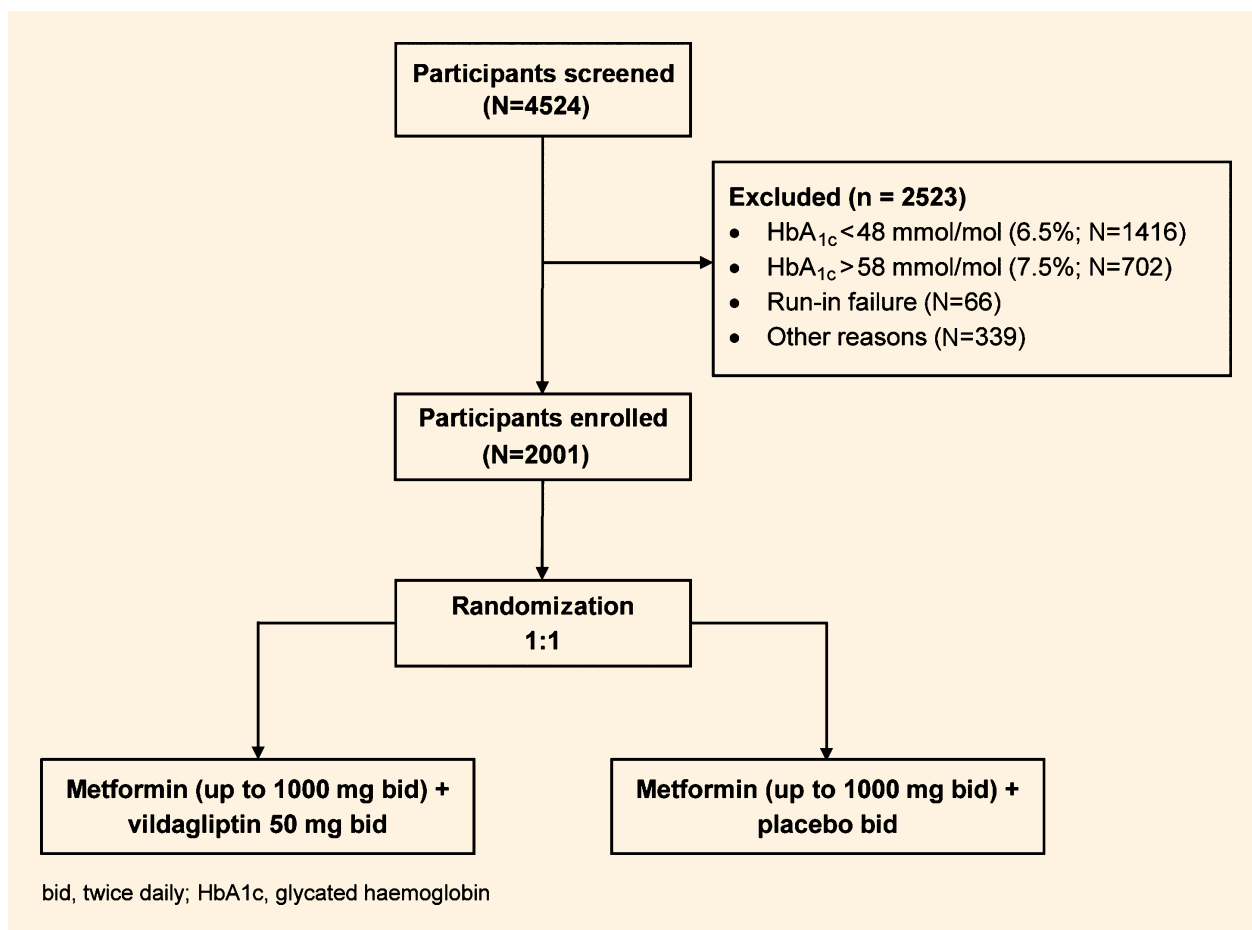 Participants screened
(N=4524)
Excluded (n = 2523)
• HbA1c <48 mmol/mol (6.5%; N=1416)
• HbA1c >58 mmol/mol (7.5%; N=702)
• Run-in failure (N=66)
• Other reasons (N=339)
Participants enrolled
(N=2001)
Randomization
1:1
Metformin (up to 1000 mg bid) +
vildagliptin 50 mg bid
Metformin (up to 1000 mg bid) +
placebo bid
bid, twice daily; HbA1c, glycated haemoglobin